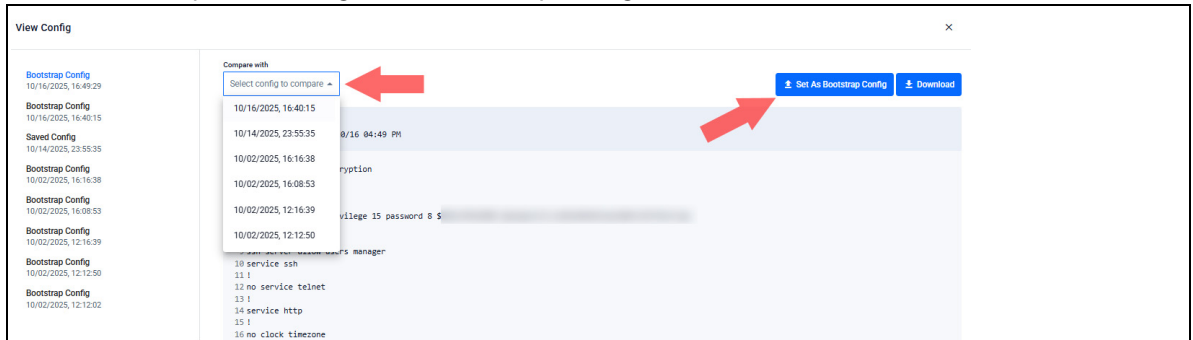 View Config
×
Bootstrap Config
10/16/2025, 16:49:29
Bootstrap Config
10/16/2025, 16:40:15
Saved Config
10/14/2025, 23:55:35
Bootstrap Config
10/02/2025, 16:16:38
Bootstrap Config
10/02/2025, 16:08:53
Bootstrap Config
10/02/2025, 12:16:39
Bootstrap Config
10/02/2025, 12:12:50
Bootstrap Config
10/02/2025, 12:12:02
Compare with
Select config to compare
Set As Bootstrap Config
Download
10/16/2025, 16:40:15
10/14/2025, 23:55:35
10/02/2025, 16:16:38
10/02/2025, 16:08:53
10/02/2025, 12:16:39
10/02/2025, 12:12:50
0/16 04:49 PM
ryption
vilege 15 password 8 $
users manager
10 service ssh
11 !
12 no service telnet
13 !
14 service http
15 !
16 no clock timezone